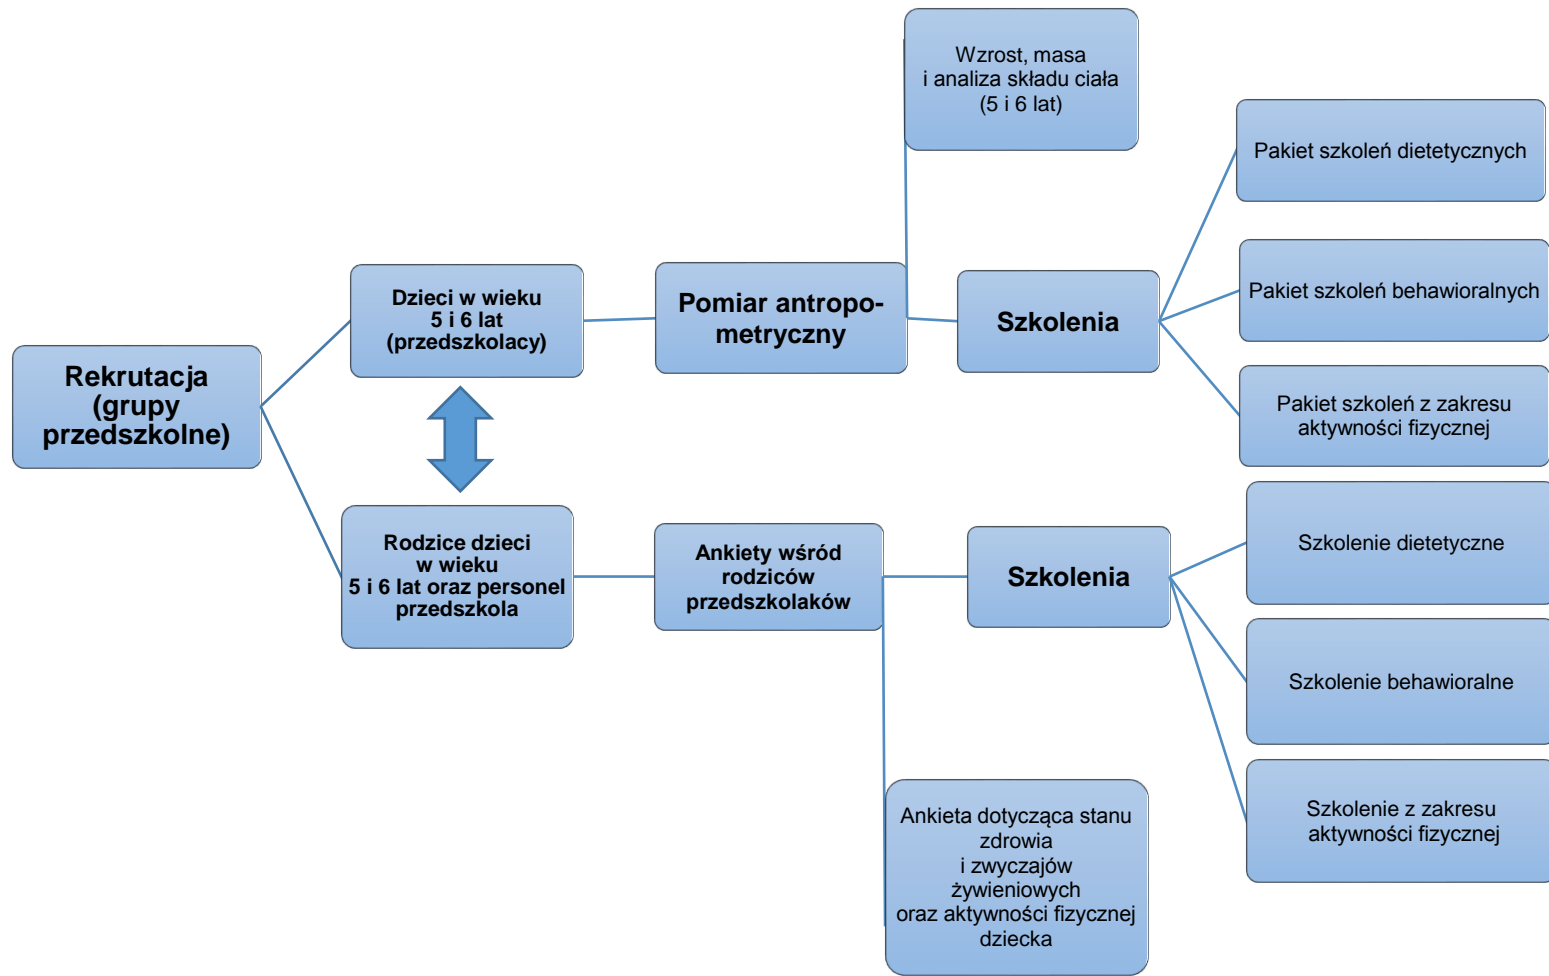 Rekrutacja
(grupy
przedszkolne)
Dzieci w wieku
5 i 6 lat
(przedszkolacy)
Pomiar antropo-
metryczny
Wzrost, masa
i analiza składu ciała
(5 i 6 lat)
Szkolenia
Pakiet szkoleń dietetycznych
Pakiet szkoleń behawioralnych
Pakiet szkoleń z zakresu
aktywności fizycznej
Rodzice dzieci
w wieku
5 i 6 lat oraz personel
przedszkola
Ankiety wśród
rodziców
przedszkolaków
Ankieta dotycząca stanu
zdrowia
i zwyczajów
żywieniowych
oraz aktywności fizycznej
dziecka
Szkolenia
Szkolenie dietetyczne
Szkolenie behawioralne
Szkolenie z zakresu
aktywności fizycznej